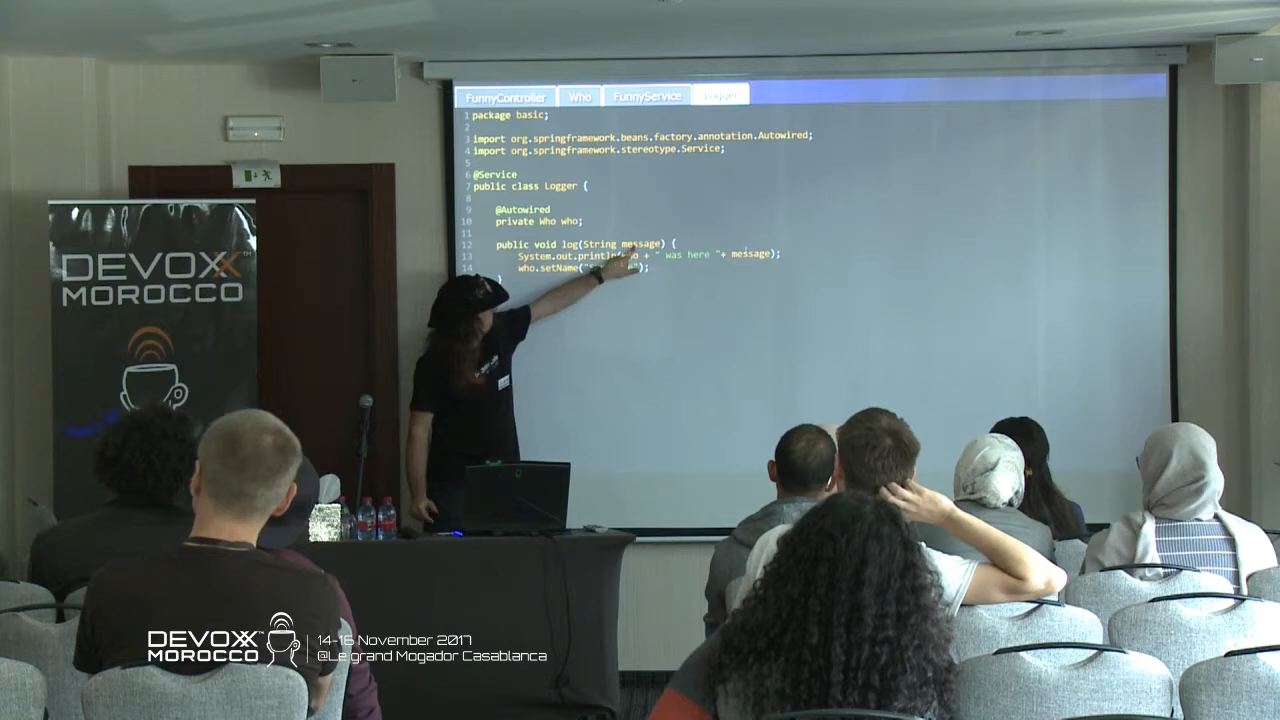 FunnyController Who FunnyService Logger
1 package basic;
2
3 import org.springframework.beans.factory.annotation.Autowired;
4 import org.springframework.stereotype.Service;
5
6 @Service
7 public class Logger {
8
9 @Autowired
10 private Who who;
11
12 public void log(String message) {
13 System.out.println(who + " was here "+ message);
14 who.setName(" ");
}
DEVOXX
MOROCCO
DEVOXX™
MOROCCO
14-16 November 2017
@Le grand Mogador Casablanca